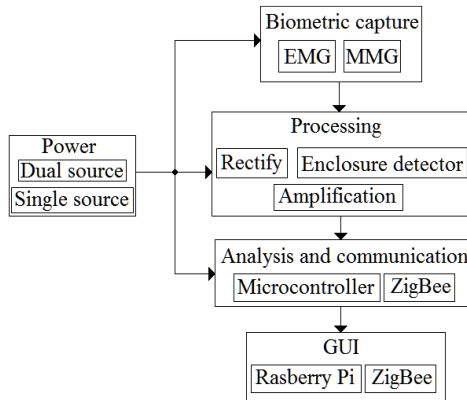 Biometric capture
EMG MMG
Processing
Rectify Enclosure detector
Amplification
Power
Dual source
Single source
Analysis and communication
Microcontroller ZigBee
GUI
Rasberry Pi ZigBee